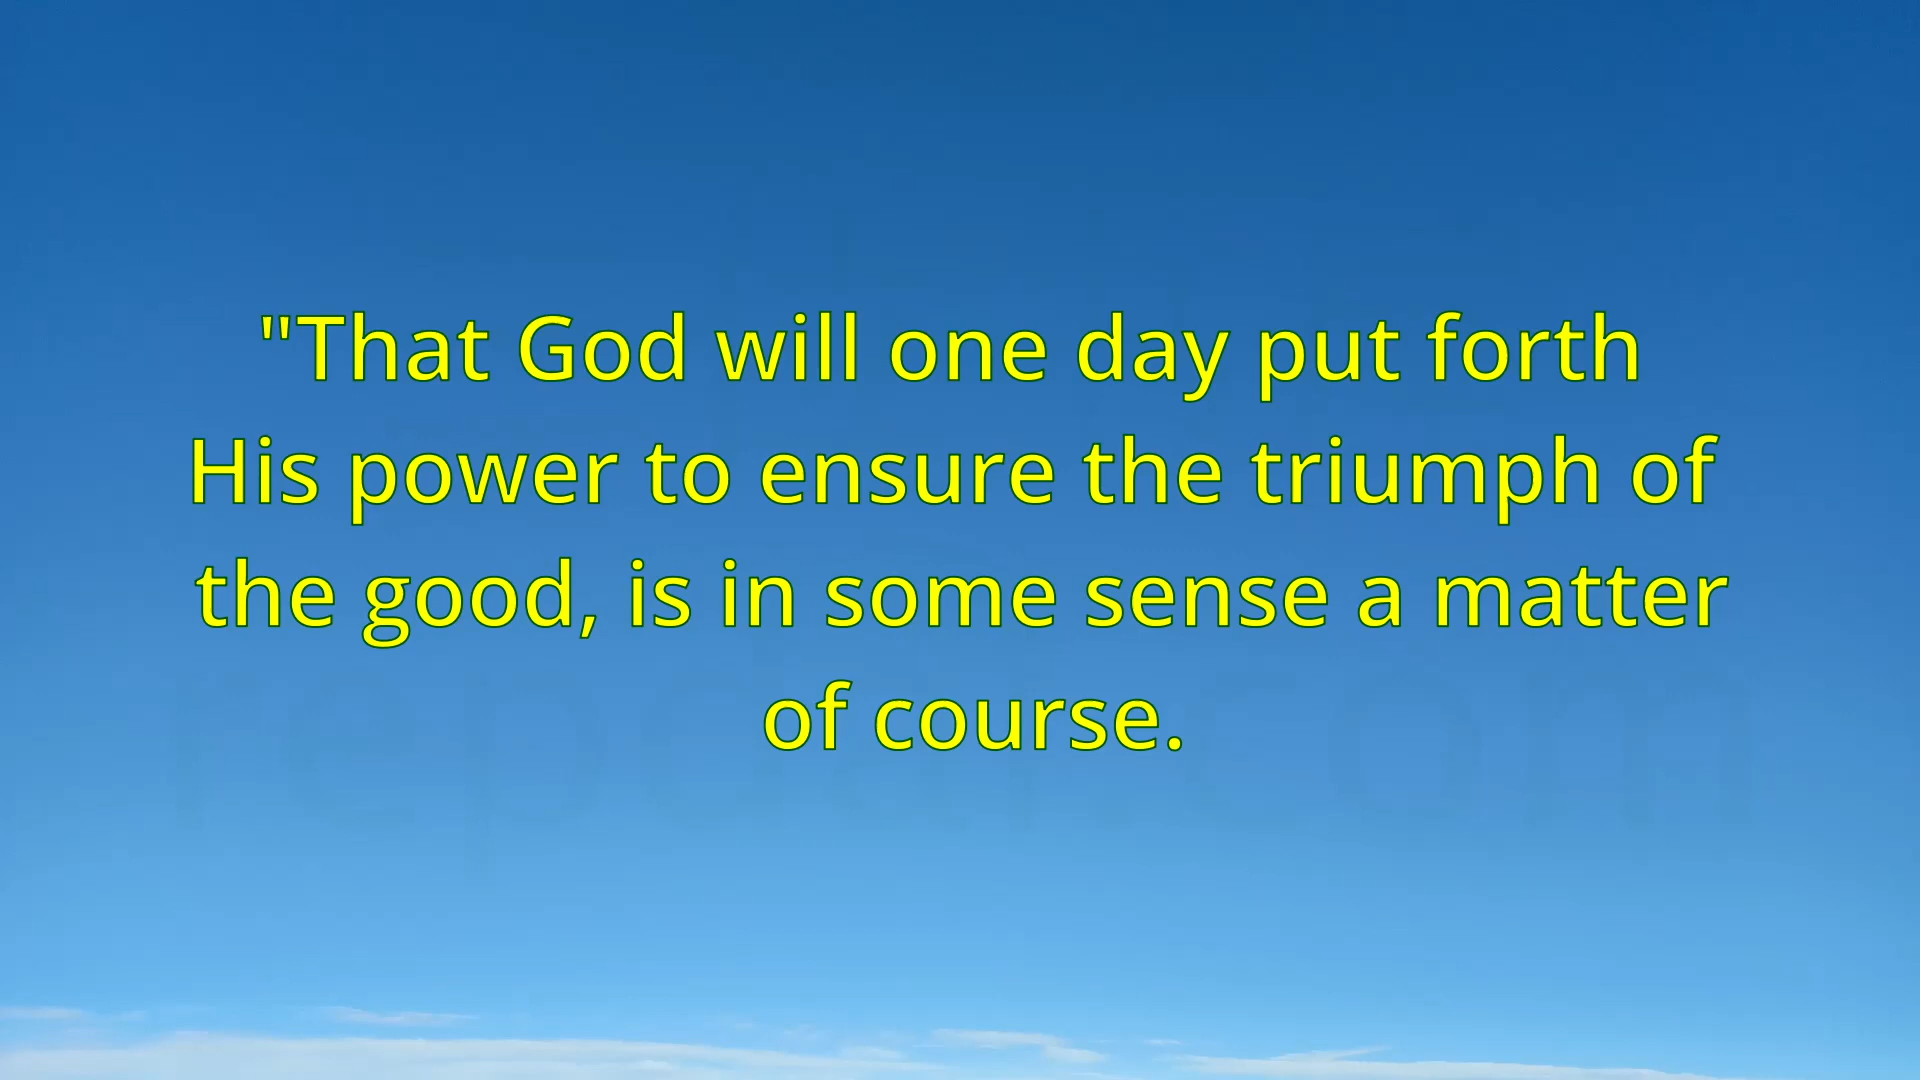 "That God will one day put forth
His power to ensure the triumph of
the good, is in some sense a matter
of course.